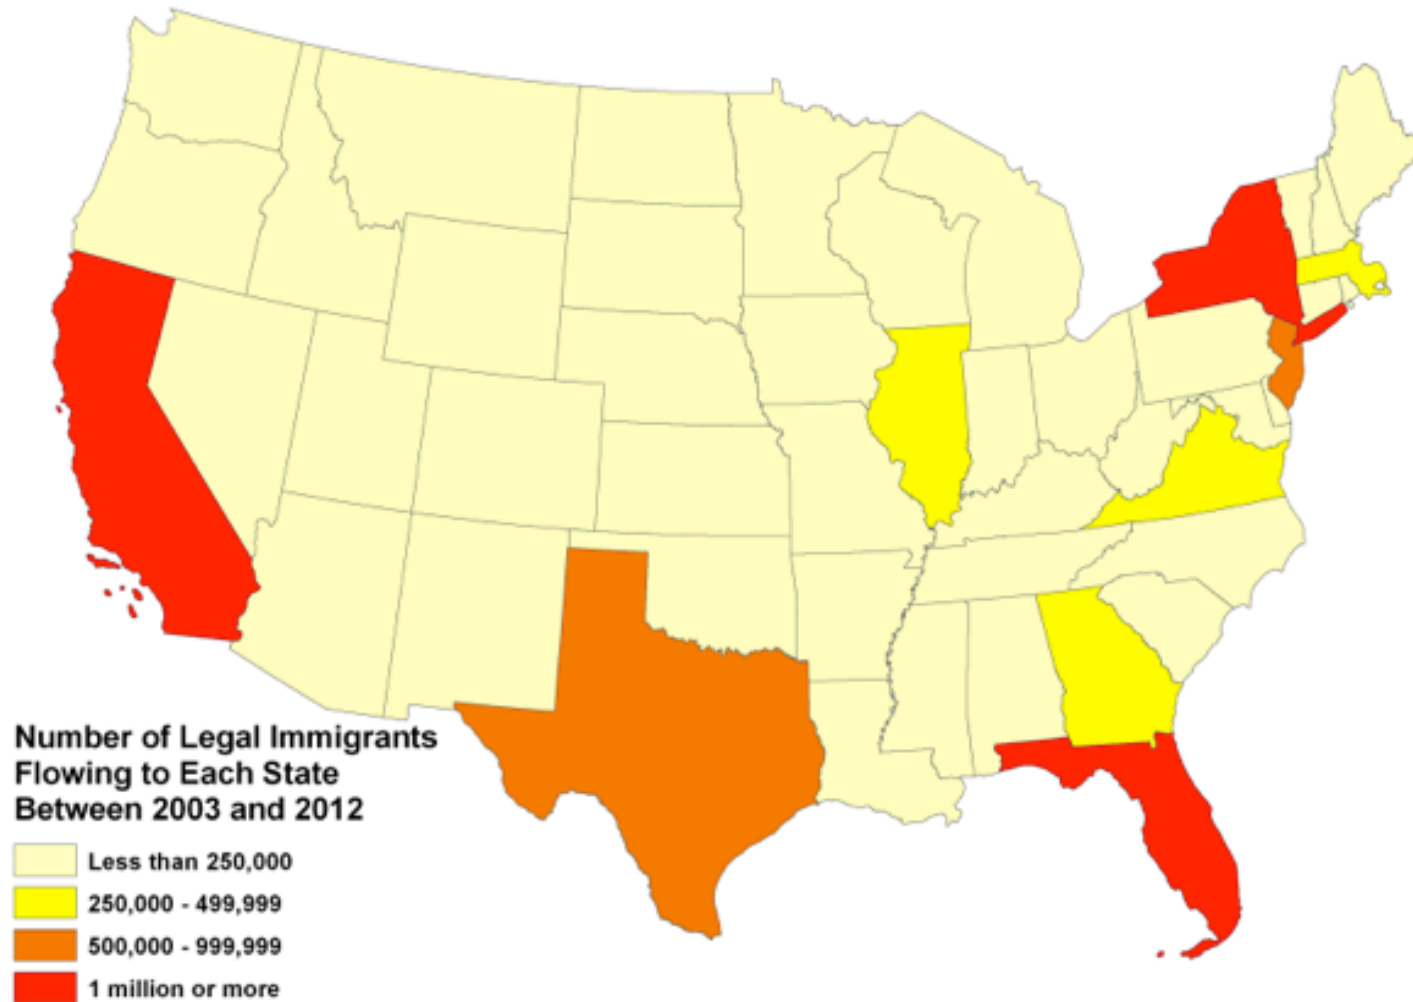 Number of Legal Immigrants
Flowing to Each State
Between 2003 and 2012
Less than 250,000
250,000 - 499,999
500,000 - 999,999
1 million or more